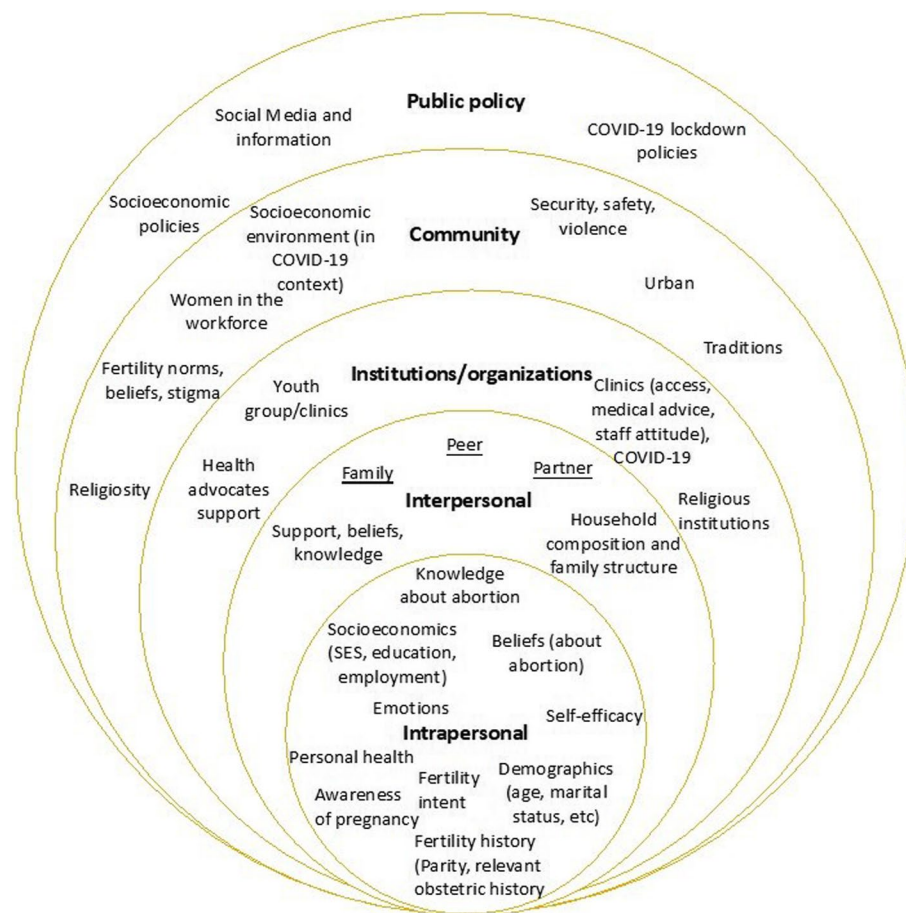 Public policy
Social Media and
information
COVID-19 lockdown
policies
Socioeconomic
policies
Community
Socioeconomic
environment (in
COVID-19
context)
Security, safety,
violence
Urban
Women in the
workforce
Traditions
Fertility norms,
beliefs, stigma
Religiosity
Institutions/organizations
Youth
group/clinics
Clinics (access,
medical advice,
staff attitude),
COVID-19
Health
advocates
support
Religious
institutions
Peer
Family
Partner
Interpersonal
Support, beliefs,
knowledge
Household
composition and
family structure
Knowledge
about abortion
Socioeconomics
(SES, education,
employment)
Beliefs (about
abortion)
Emotions
Self-efficacy
Intrapersonal
Personal health
Fertility
intent
Demographics
(age, marital
status, etc)
Awareness
of pregnancy
Fertility history
(Parity, relevant
obstetric history